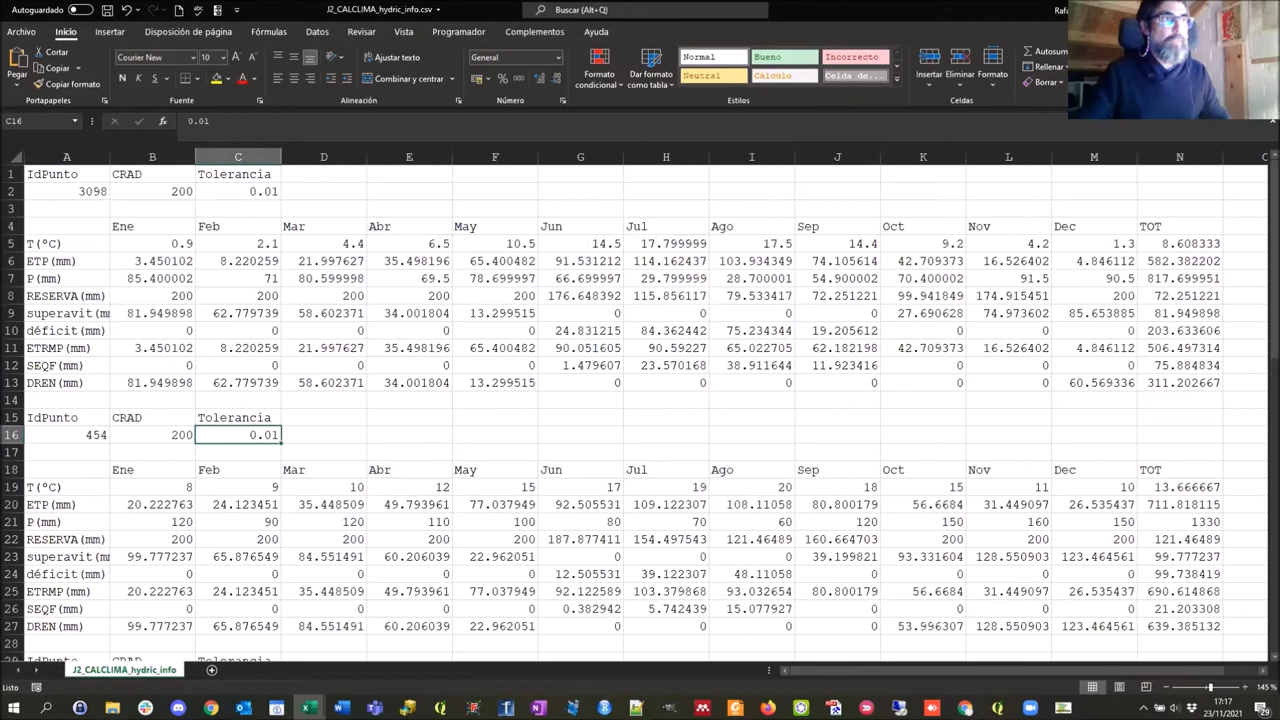 Autoguardado J2_CALCLIMA_hydric_info.csv Buscar (Alt+Q) Rafa
Archivo Inicio Insertar Disposición de página Fórmulas Datos Revisar Vista Programador Complementos Ayuda
Pegar Cortar Copiar Copiar formato
Courier New 10 N K S
Ajustar texto Combinar y centrar
General
Formato condicional Dar formato como tabla
Normal Bueno Incorrecto
Neutral Cálculo Celda de...
Insertar Eliminar Formato
Autosum
Rellenar
Borrar
Portapapeles Fuente Alineación Número Estilos Celdas
C16 fx 0.01
A B C D E F G H I J K L M N
1 IdPunto CRAD Tolerancia
2 3098 200 0.01
3
4 Ene Feb Mar Abr May Jun Jul Ago Sep Oct Nov Dec TOT
5 T(ºC) 0.9 2.1 4.4 6.5 10.5 14.5 17.799999 17.5 14.4 9.2 4.2 1.3 8.608333
6 ETP(mm) 3.450102 8.220259 21.997627 35.498196 65.400482 91.531212 114.162437 103.934349 74.105614 42.709373 16.526402 4.846112 582.382202
7 P(mm) 85.400002 71 80.599998 69.5 78.699997 66.699997 29.799999 28.700001 54.900002 70.400002 91.5 90.5 817.699951
8 RESERVA(mm) 200 200 200 200 200 176.648392 115.856117 79.533417 72.251221 99.941849 174.915451 200 72.251221
9 superavit(m 81.949898 62.779739 58.602371 34.001804 13.299515 0 0 0 0 27.690628 74.973602 85.653885 81.949898
10 déficit(mm) 0 0 0 0 0 24.831215 84.362442 75.234344 19.205612 0 0 0 203.633606
11 ETRMP(mm) 3.450102 8.220259 21.997627 35.498196 65.400482 90.051605 90.59227 65.022705 62.182198 42.709373 16.526402 4.846112 506.497314
12 SEQF(mm) 0 0 0 0 0 1.479607 23.570168 38.911644 11.923416 0 0 0 75.884834
13 DREN(mm) 81.949898 62.779739 58.602371 34.001804 13.299515 0 0 0 0 0 0 60.569336 311.202667
14
15 IdPunto CRAD Tolerancia
16 454 200 0.01
17
18 Ene Feb Mar Abr May Jun Jul Ago Sep Oct Nov Dec TOT
19 T(ºC) 8 9 10 12 15 17 19 20 18 15 11 10 13.666667
20 ETP(mm) 20.222763 24.123451 35.448509 49.793961 77.037949 92.505531 109.122307 108.11058 80.800179 56.6684 31.449097 26.535439 711.818115
21 P(mm) 120 90 120 110 100 80 70 60 120 150 160 150 1330
22 RESERVA(mm) 200 200 200 200 200 187.877411 154.497543 121.46489 160.664703 200 200 200 121.46489
23 superavit(m 99.777237 65.876549 84.551491 60.206039 22.962051 0 0 0 39.199821 93.331604 128.550903 123.464561 99.777237
24 déficit(mm) 0 0 0 0 0 12.505531 39.122307 48.11058 0 0 0 0 99.738419
25 ETRMP(mm) 20.222763 24.123451 35.448509 49.793961 77.037949 92.122589 103.379868 93.032654 80.800179 56.6684 31.449097 26.535439 690.614868
26 SEQF(mm) 0 0 0 0 0 0.382942 5.742439 15.077927 0 0 0 0 21.203308
27 DREN(mm) 99.777237 65.876549 84.551491 60.206039 22.962051 0 0 0 0 53.996307 128.550903 123.464561 639.385132
28
29 IdPunto CRAD Tolerancia
J2_CALCLIMA_hydric_info
Listo 145 %
17:17
23/11/2021
29